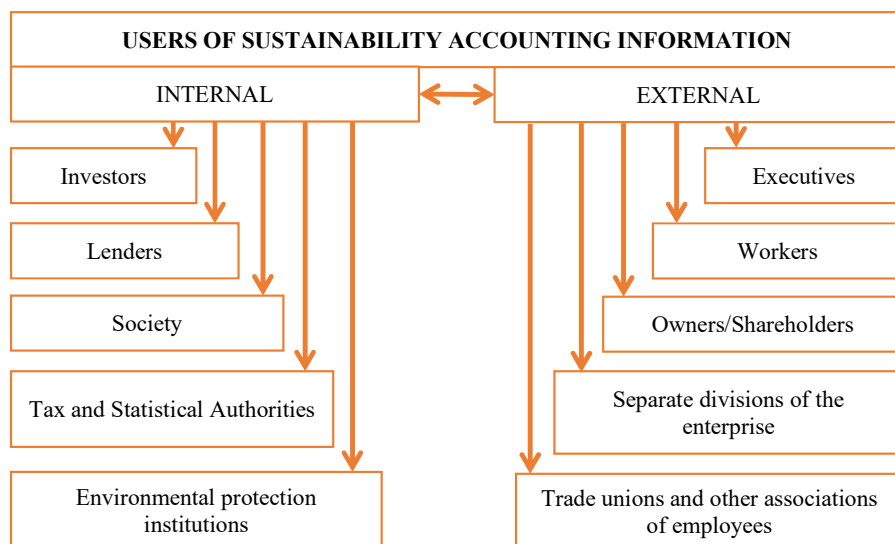 USERS OF SUSTAINABILITY ACCOUNTING INFORMATION
INTERNAL
EXTERNAL
Investors
Executives
Lenders
Workers
Society
Owners/Shareholders
Tax and Statistical Authorities
Separate divisions of the
enterprise
Environmental protection
institutions
Trade unions and other associations
of employees